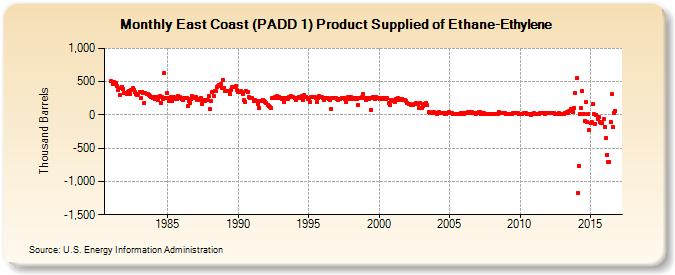 Monthly East Coast (PADD 1) Product Supplied of Ethane-Ethylene
Thousand Barrels
1,000
500
0
-500
-1,000
-1,500
1985 1990 1995 2000 2005 2010 2015
Source: U.S. Energy Information Administration